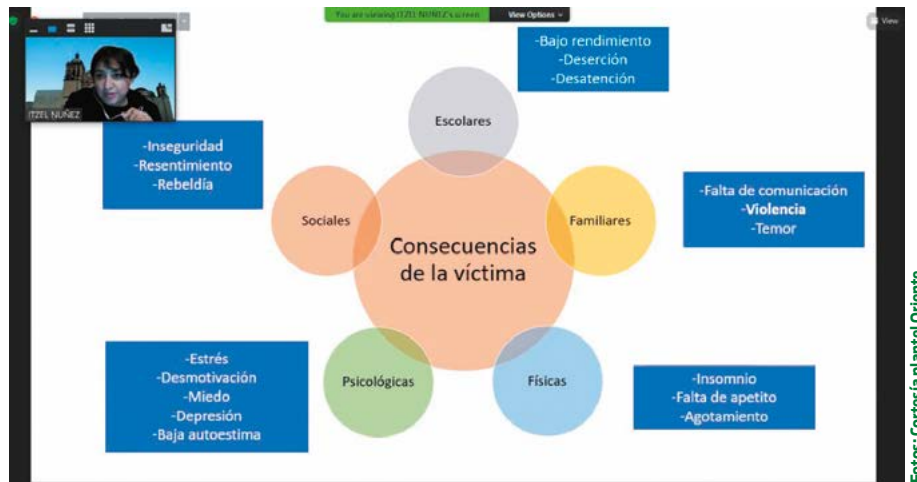 You are viewing ITZEL NUÑEZ's screen
View Options
View
ITZEL NUÑEZ
-Bajo rendimiento
-Deserción
-Desatención
Escolares
-Inseguridad
-Resentimiento
-Rebeldía
Sociales
Familiares
-Falta de comunicación
-Violencia
-Temor
Consecuencias
de la víctima
-Estrés
-Desmotivación
-Miedo
-Depresión
-Baja autoestima
Psicológicas
Físicas
-Insomnio
-Falta de apetito
-Agotamiento
Fotos: Cortesía plantel Oriente